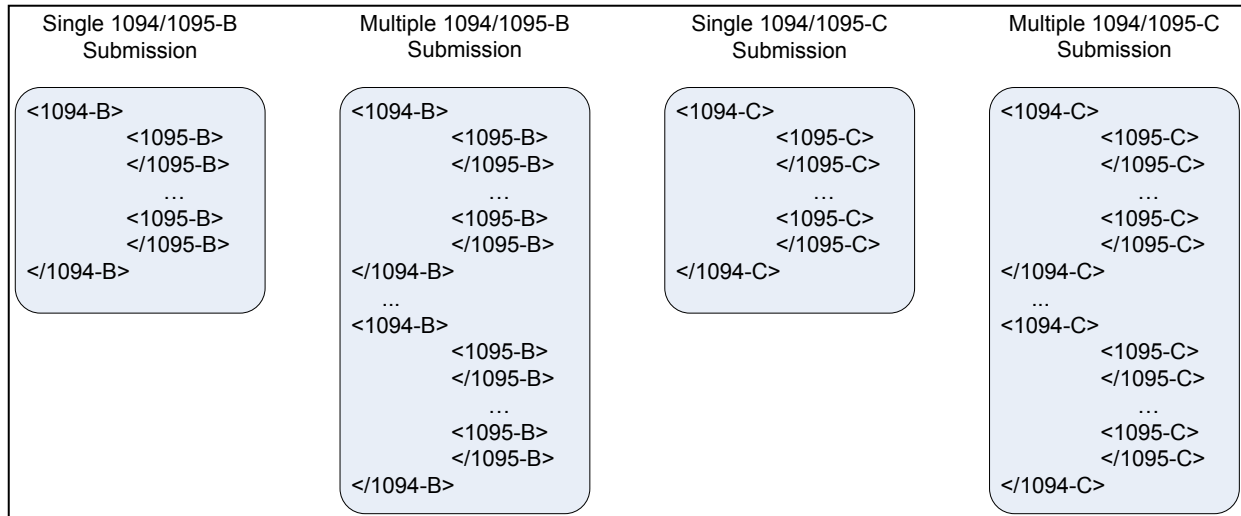 Single 1094/1095-B
Submission
<1094-B>
<1095-B>
</1095-B>
…
<1095-B>
</1095-B>
</1094-B>
Multiple 1094/1095-B
Submission
<1094-B>
<1095-B>
</1095-B>
…
<1095-B>
</1095-B>
</1094-B>
...
<1094-B>
<1095-B>
</1095-B>
…
<1095-B>
</1095-B>
</1094-B>
Single 1094/1095-C
Submission
<1094-C>
<1095-C>
</1095-C>
…
<1095-C>
</1095-C>
</1094-C>
Multiple 1094/1095-C
Submission
<1094-C>
<1095-C>
</1095-C>
…
<1095-C>
</1095-C>
</1094-C>
...
<1094-C>
<1095-C>
</1095-C>
…
<1095-C>
</1095-C>
</1094-C>